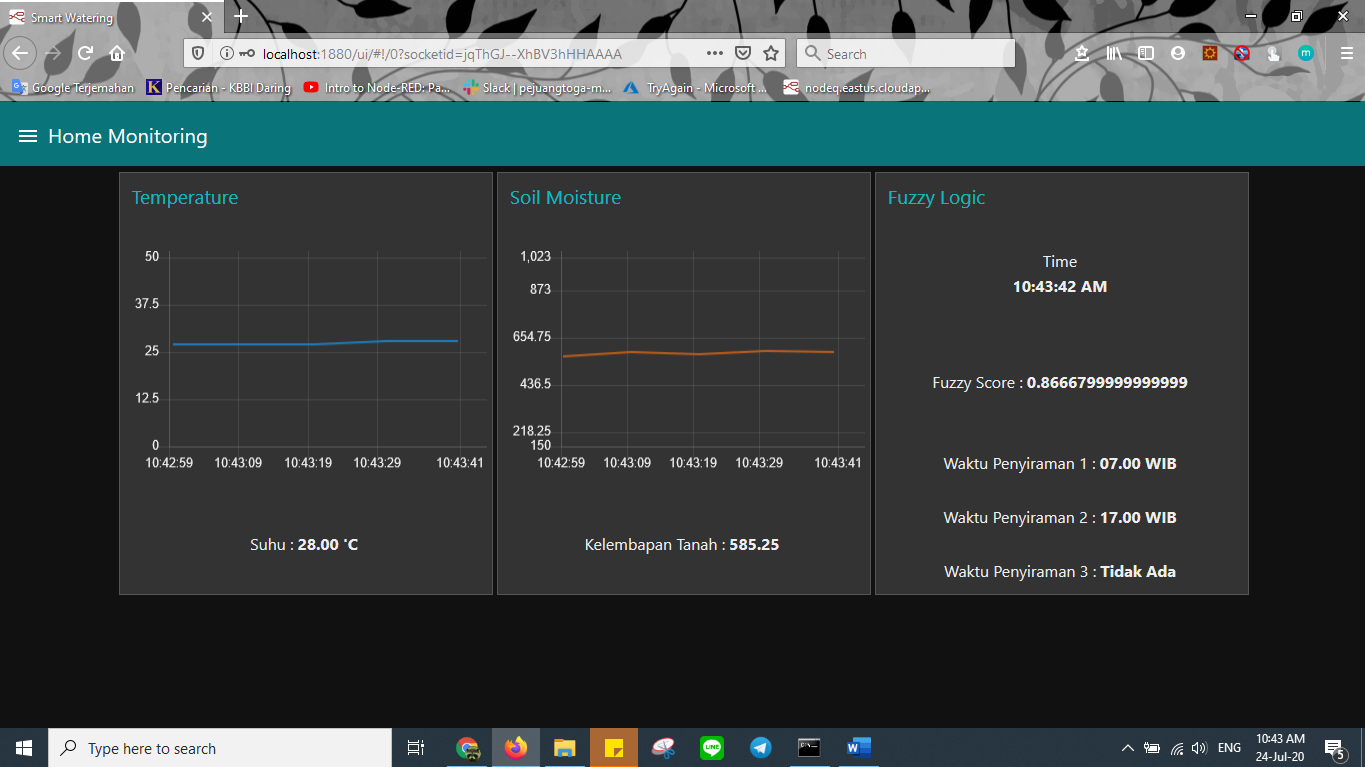 Smart Watering
localhost:1880/ui/#!/0?socketid=jqThGJ--XhBV3hHHAAAA
Search
Google Terjemahan
Pencarian - KBBI Daring
Intro to Node-RED: Pa...
Slack | pejuangtoga-m...
TryAgain - Microsoft ...
nodeq.eastus.cloudap...
Home Monitoring
Temperature
50
37.5
25
12.5
0
10:42:59 10:43:09 10:43:19 10:43:29 10:43:41
Suhu : 28.00 °C
Soil Moisture
1,023
873
654.75
436.5
218.25
150
10:42:59 10:43:09 10:43:19 10:43:29 10:43:41
Kelembapan Tanah : 585.25
Fuzzy Logic
Time
10:43:42 AM
Fuzzy Score : 0.8666799999999999
Waktu Penyiraman 1 : 07.00 WIB
Waktu Penyiraman 2 : 17.00 WIB
Waktu Penyiraman 3 : Tidak Ada
Type here to search
LINE
W
ENG
10:43 AM
24-Jul-20
5